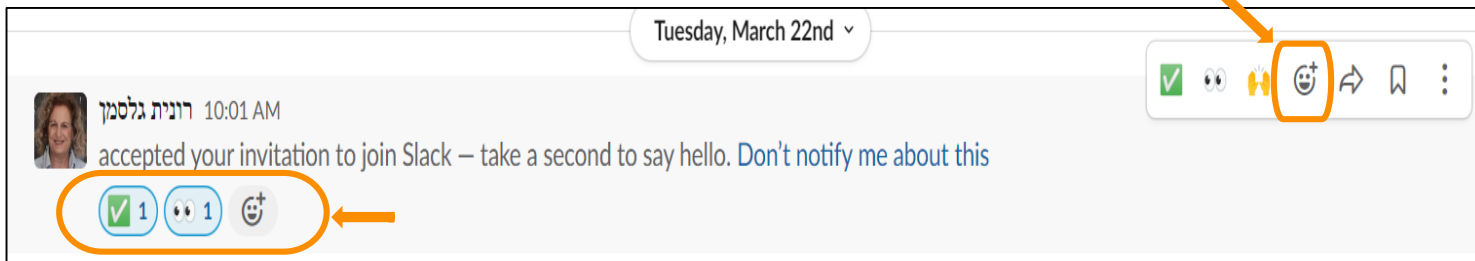 Tuesday, March 22nd
רונית גלסמן 10:01 AM
accepted your invitation to join Slack — take a second to say hello. Don’t notify me about this
1 1